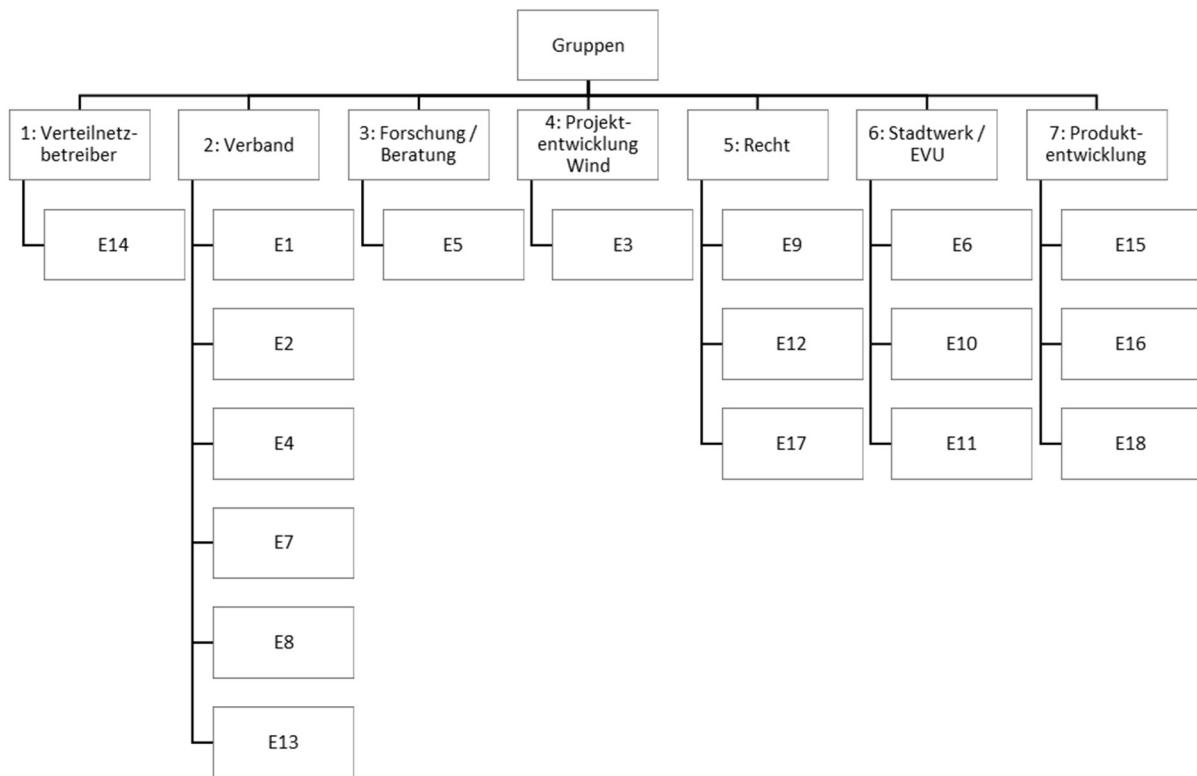 Gruppen
1: Verteilnetz-
betreiber
2: Verband
3: Forschung /
Beratung
4: Projekt-
entwicklung
Wind
5: Recht
6: Stadtwerk /
EVU
7: Produkt-
entwicklung
E14
E1
E5
E3
E9
E6
E15
E2
E12
E10
E16
E4
E17
E11
E18
E7
E8
E13